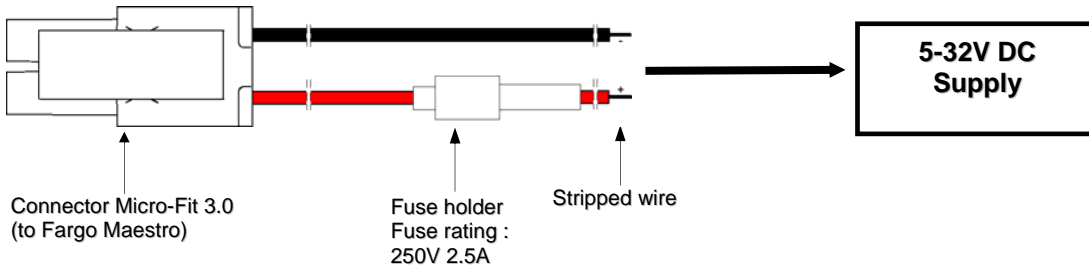 5-32V DC
Supply
-
+
Connector Micro-Fit 3.0
(to Fargo Maestro)
Fuse holder
Fuse rating :
250V 2.5A
Stripped wire